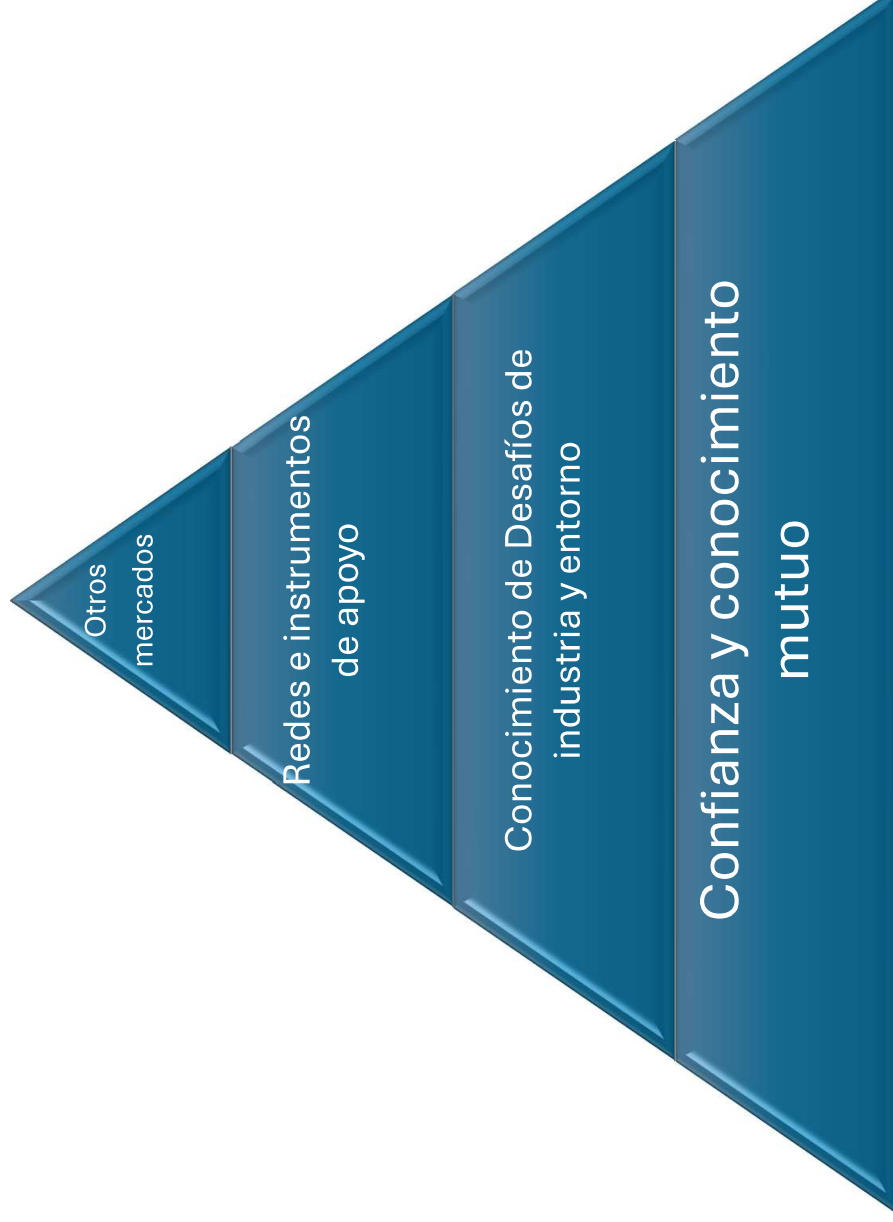 Otros
mercados
Redes e instrumentos
de apoyo
Conocimiento de Desafíos de
industria y entorno
Confianza y conocimiento
mutuo